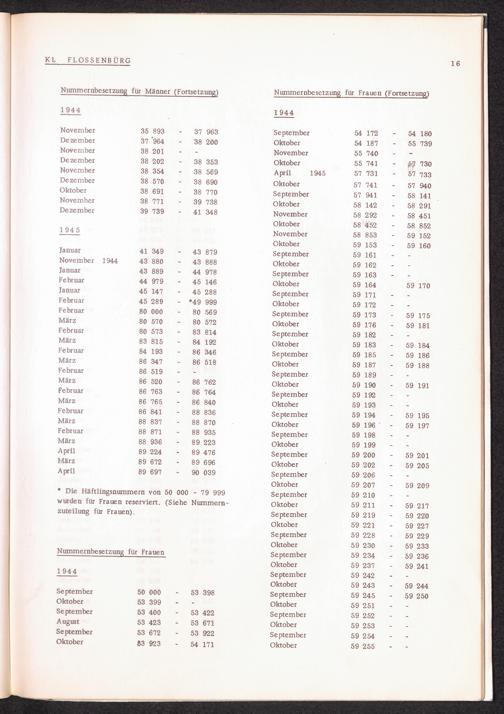 KL FLOSSENBÜRG
16
Nummernbesetzung für Männer (Fortsetzung)
1944
November 35 893 - 37 963
Dezember 37 964 - 38 200
November 38 201 - -
Dezember 38 202 - 38 353
November 38 354 - 38 569
Dezember 38 570 - 38 690
Oktober 38 691 - 38 770
November 38 771 - 39 738
Dezember 39 739 - 41 348
1945
Januar 41 349 - 43 879
November 1944 43 880 - 43 888
Januar 43 889 - 44 978
Februar 44 979 - 45 146
Januar 45 147 - 45 288
Februar 45 289 - *49 999
Februar 80 000 - 80 569
März 80 570 - 80 572
Februar 80 573 - 83 814
März 83 815 - 84 192
Februar 84 193 - 86 346
März 86 347 - 86 518
Februar 86 519 - -
März 86 520 - 86 762
Februar 86 763 - 86 764
März 86 765 - 86 840
Februar 86 841 - 88 836
März 88 837 - 88 870
Februar 88 871 - 88 935
März 88 936 - 89 223
April 89 224 - 89 476
März 89 672 - 89 696
April 89 697 - 90 039
* Die Häftlingsnummern von 50 000 - 79 999
wurden für Frauen reserviert. (Siehe Nummern-
zuteilung für Frauen).
Nummernbesetzung für Frauen
1944
September 50 000 - 53 398
Oktober 53 399 - -
September 53 400 - 53 422
August 53 423 - 53 671
September 53 672 - 53 922
Oktober 53 923 - 54 171
Nummernbesetzung für Frauen (Fortsetzung)
1944
September 54 172 - 54 180
Oktober 54 187 - 55 739
November 55 740 - -
Oktober 55 741 - 730
April 1945 57 731 - 57 733
Oktober 57 741 - 57 940
September 57 941 - 58 141
Oktober 58 142 - 58 291
November 58 292 - 58 451
Oktober 58 452 - 58 852
November 58 853 - 59 152
Oktober 59 153 - 59 160
September 59 161 - -
Oktober 59 162 - -
September 59 163 - -
Oktober 59 164 59 170
September 59 171 - -
Oktober 59 172 - -
September 59 173 - 59 175
Oktober 59 176 - 59 181
September 59 182 - -
Oktober 59 183 - 59 184
September 59 185 - 59 186
Oktober 59 187 - 59 188
September 59 189 - -
Oktober 59 190 - 59 191
September 59 192 - -
Oktober 59 193 - -
September 59 194 - 59 195
Oktober 59 196 - 59 197
September 59 198 - -
Oktober 59 199 - -
September 59 200 - 59 201
Oktober 59 202 - 59 205
September 59 206 - -
Oktober 59 207 - 59 209
September 59 210 - -
Oktober 59 211 - 59 217
September 59 219 - 59 220
Oktober 59 221 - 59 227
September 59 228 - 59 229
Oktober 59 230 - 59 233
September 59 234 - 59 236
Oktober 59 237 - 59 241
September 59 242 - -
Oktober 59 243 - 59 244
September 59 245 - 59 250
Oktober 59 251 - -
September 59 252 - -
Oktober 59 253 - -
September 59 254 - -
Oktober 59 255 - -